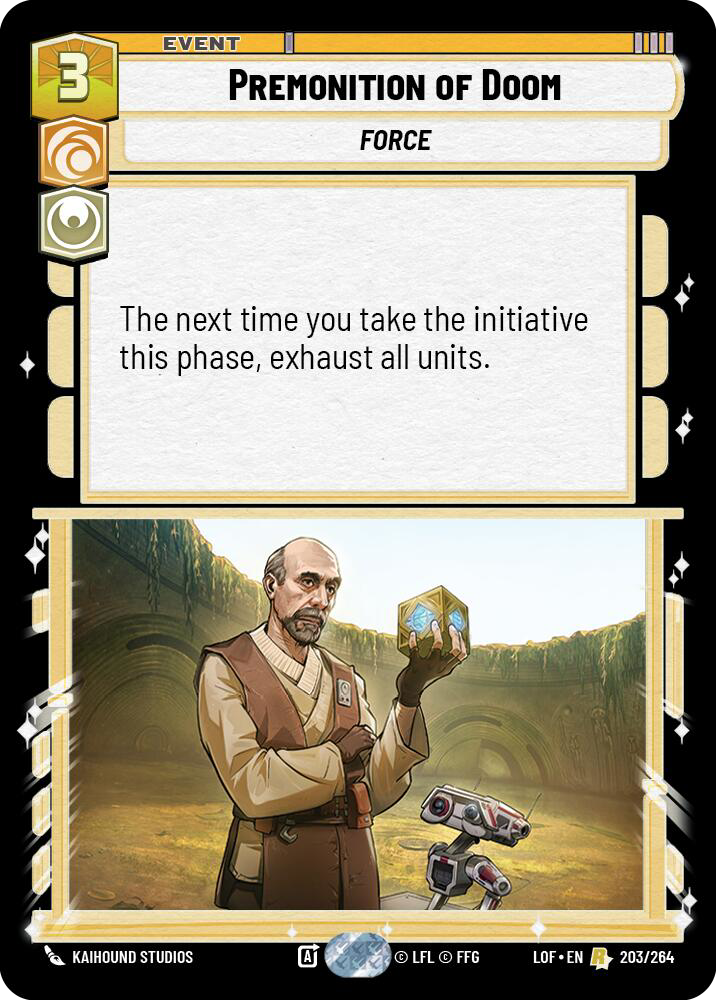 EVENT
3
PREMONITION OF DOOM
FORCE
The next time you take the initiative
this phase, exhaust all units.
KAIHOUND STUDIOS
A
© LFL © FFG
LOF • EN
R
203/264